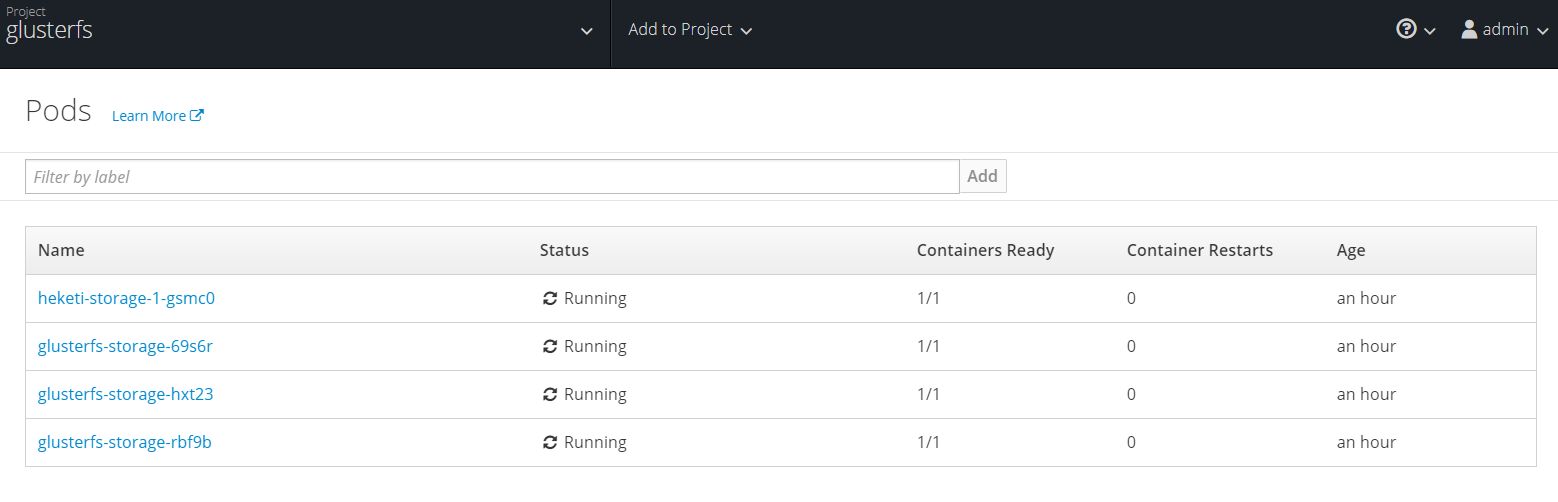 Project
glusterfs
Add to Project
admin
Pods
Learn More
Filter by label
Add
Name Status Containers Ready Container Restarts Age
heketi-storage-1-gsmc0 Running 1/1 0 an hour
glusterfs-storage-69s6r Running 1/1 0 an hour
glusterfs-storage-hxt23 Running 1/1 0 an hour
glusterfs-storage-rbf9b Running 1/1 0 an hour